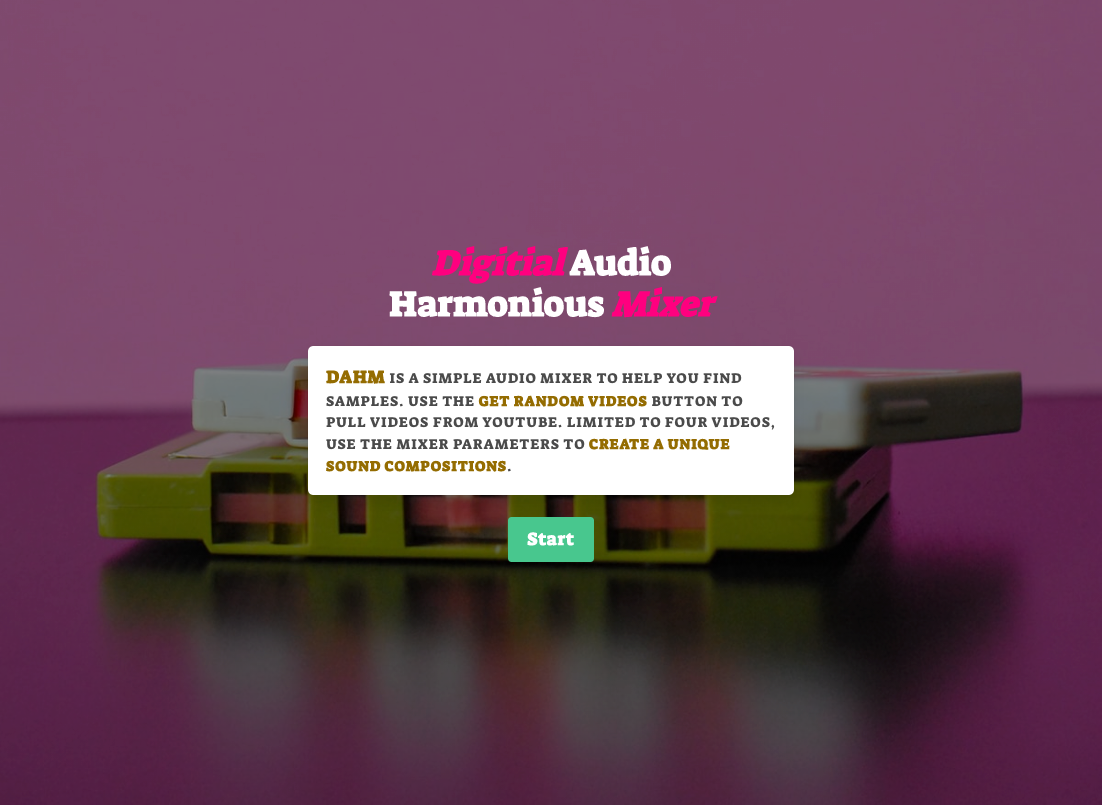 Digitial Audio
Harmonious Mixer
DAHM IS A SIMPLE AUDIO MIXER TO HELP YOU FIND
SAMPLES. USE THE GET RANDOM VIDEOS BUTTON TO
PULL VIDEOS FROM YOUTUBE. LIMITED TO FOUR VIDEOS,
USE THE MIXER PARAMETERS TO CREATE A UNIQUE
SOUND COMPOSITIONS.
Start